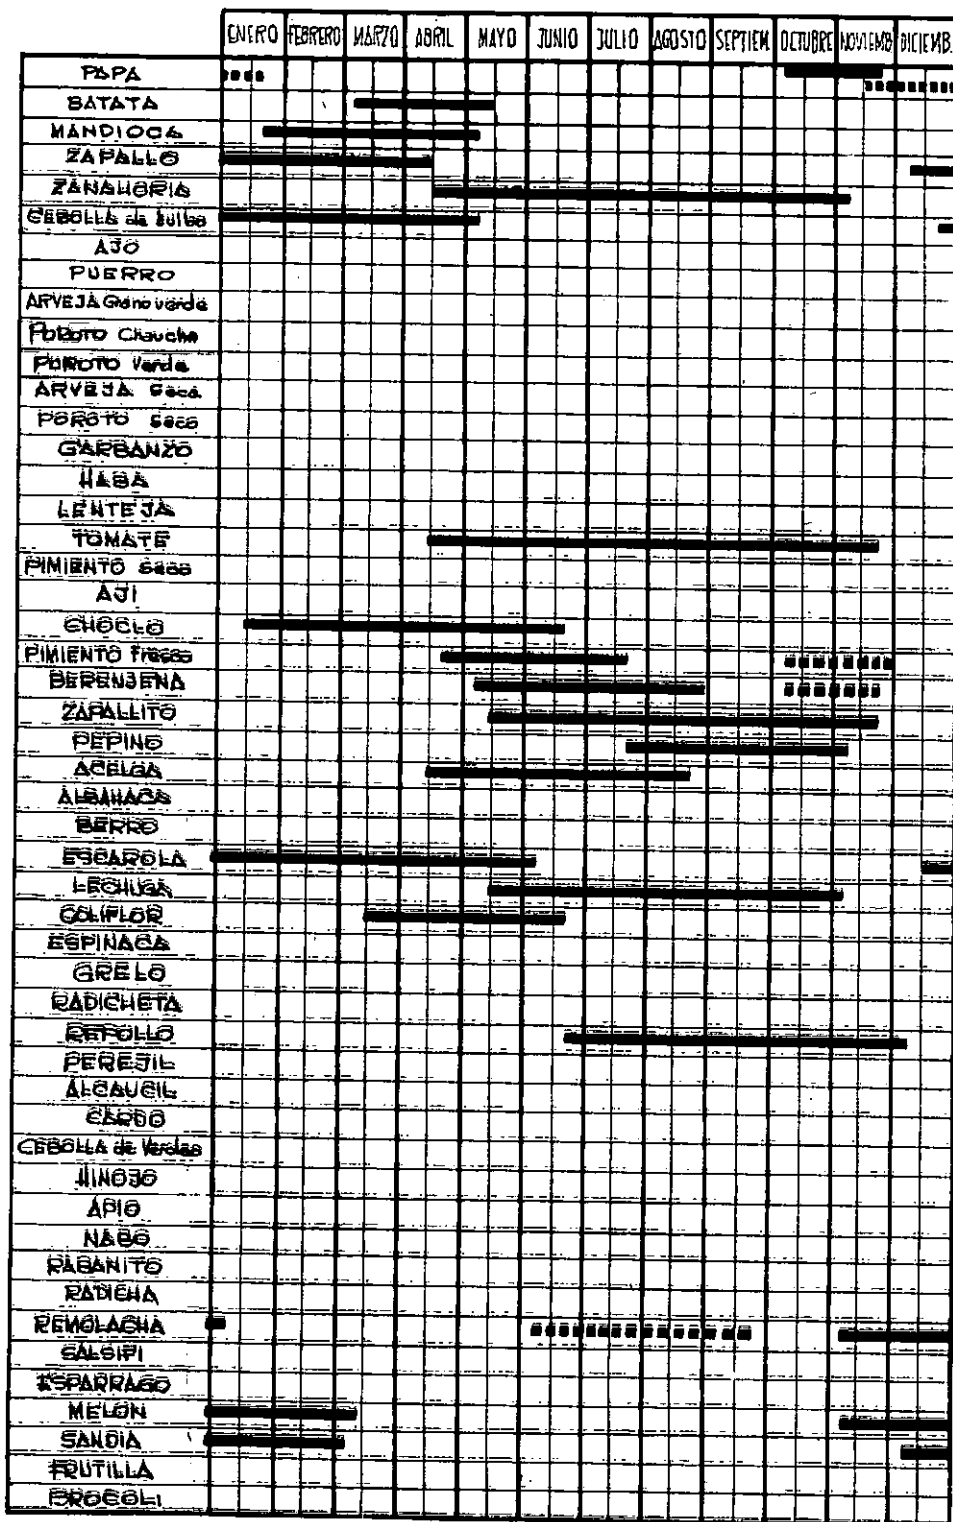 ENERO FEBRERO MARZO ABRIL MAYO JUNIO JULIO AGOSTO SEPTIEM. OCTUBRE NOVIEMB DICIEMB.
PAPA
BATATA
MANDIOCA
ZAPALLO
ZANAHORIA
CEBOLLA de Bulbo
AJO
PUERRO
ARVEJA Grano verde
POROTO Chaucha
POROTO Verde
ARVEJA Seca
POROTO Seco
GARBANZO
HABA
LENTEJA
TOMATE
PIMIENTO Seco
AJI
CHOCLO
PIMIENTO Fresco
BERENJENA
ZAPALLITO
PEPINO
ACELGA
ALBAHACA
BERRO
ESCAROLA
LECHUGA
COLIFLOR
ESPINACA
GRELO
RADICHETA
REPOLLO
PEREJIL
ALCAUCIL
CARDO
CEBOLLA de Verdeo
HINOJO
APIO
NABO
RABANITO
RADICHA
REMOLACHA
SALSIFI
ESPARRAGO
MELON
SANDIA
FRUTILLA
BROCOLI